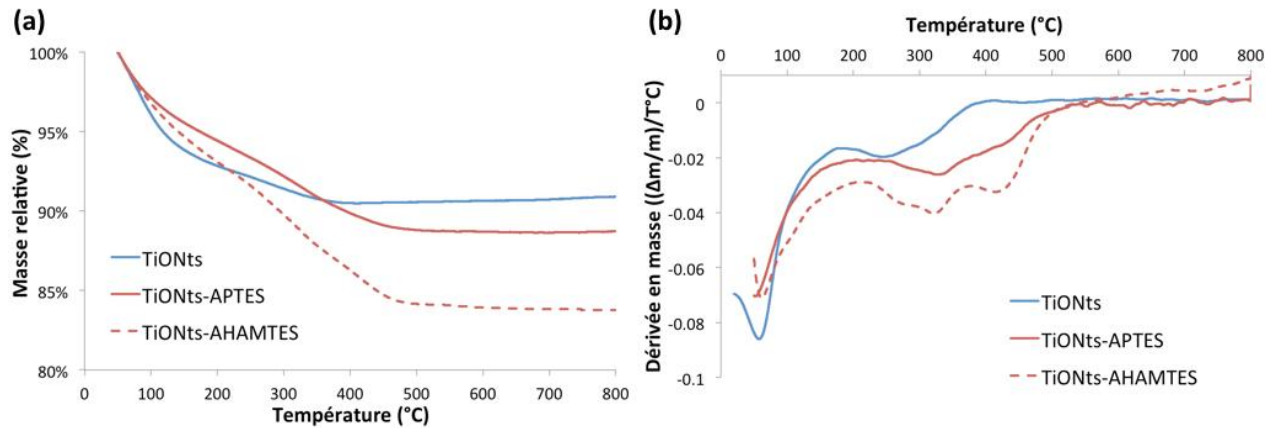 (a)
100%
95%
90%
85%
80%
Masse relative (%)
TiONts
TiONts-APTES
TiONts-AHAMTES
0 100 200 300 400 500 600 700 800
Température (°C)
(b)
Température (°C)
0 100 200 300 400 500 600 700 800
0
-0.02
-0.04
-0.06
-0.08
-0.1
Dérivée en masse ((Δm/m)/T°C)
TiONts
TiONts-APTES
TiONts-AHAMTES